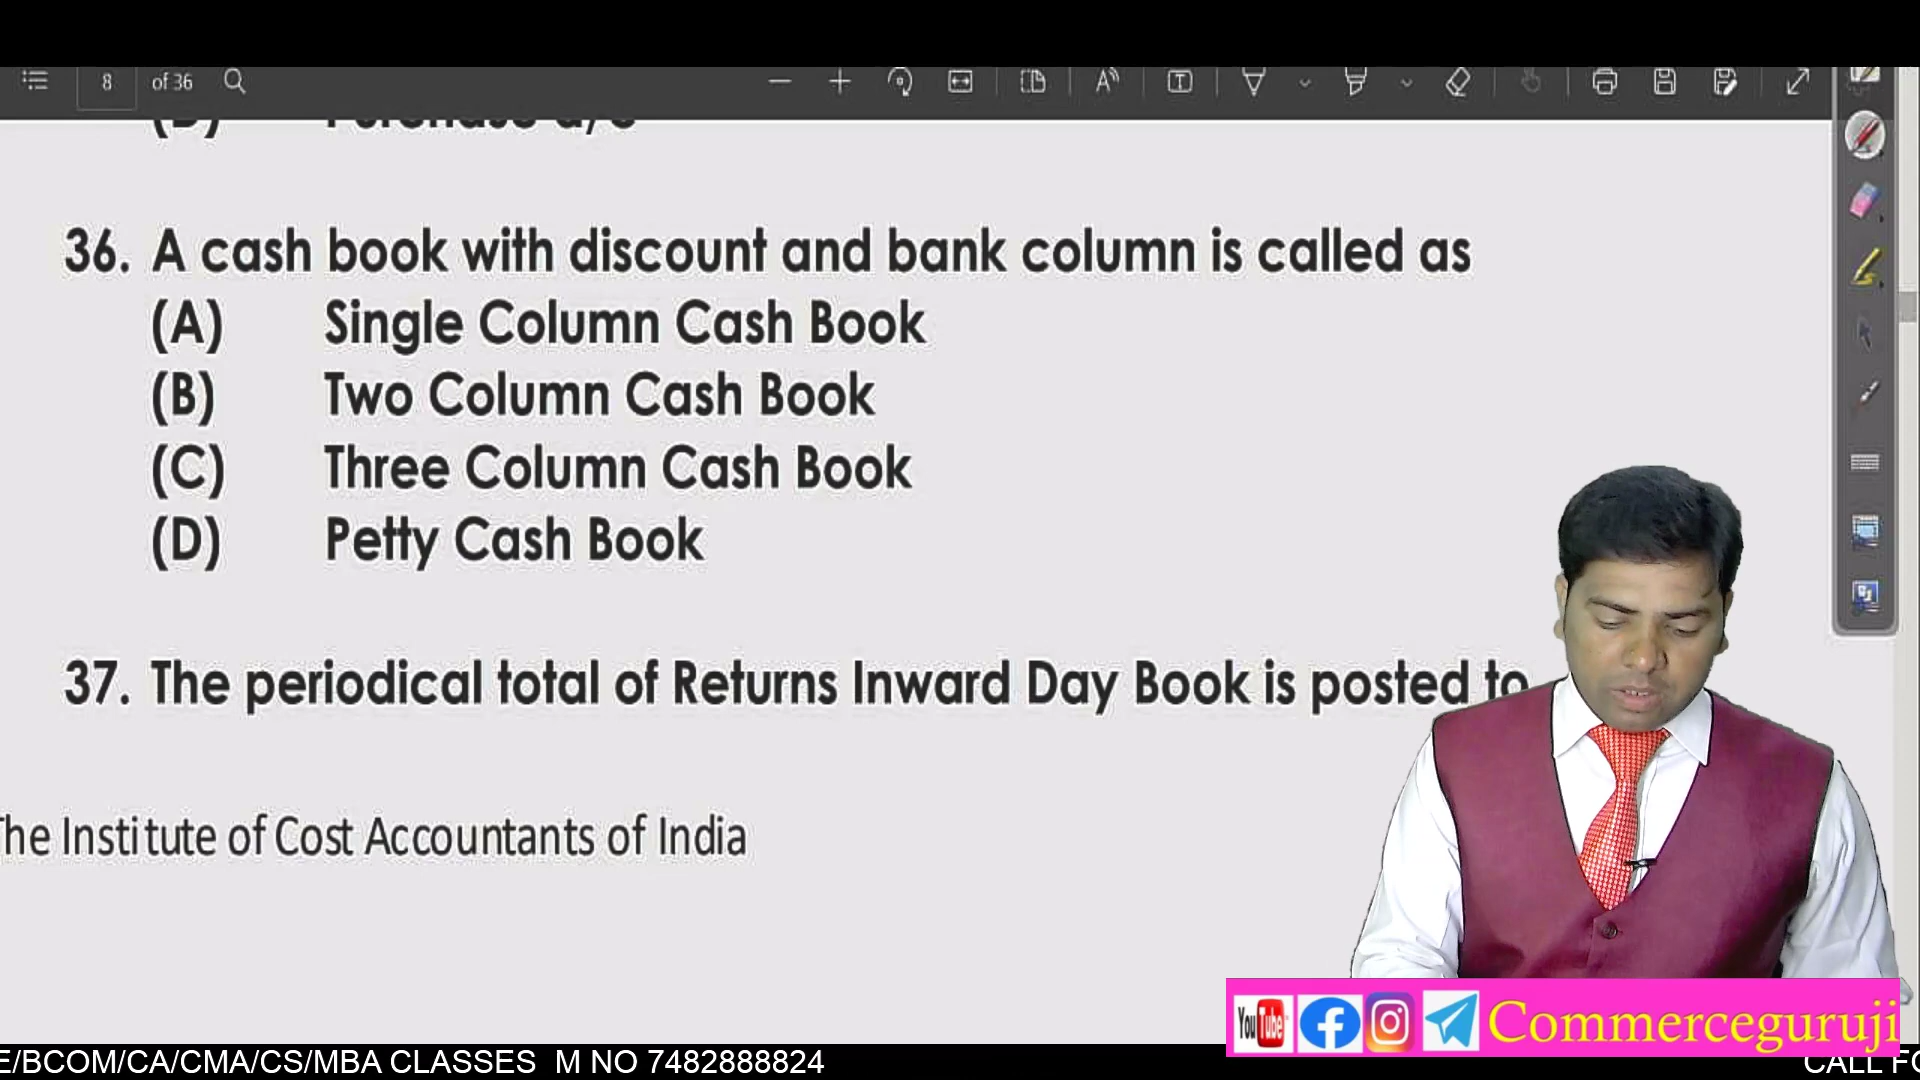 8 of 36
(D) Purchase a/c
36. A cash book with discount and bank column is called as
(A) Single Column Cash Book
(B) Two Column Cash Book
(C) Three Column Cash Book
(D) Petty Cash Book
37. The periodical total of Returns Inward Day Book is posted to
The Institute of Cost Accountants of India
YouTube Commerceguruji
E/BCOM/CA/CMA/CS/MBA CLASSES M NO 7482888824 CALL FO